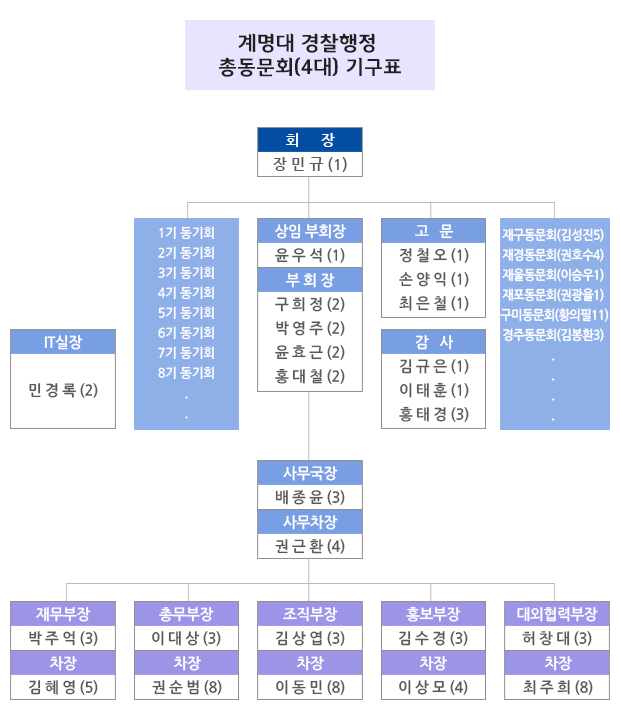 계명대 경찰행정
총동문회(4대) 기구표
회 장
장 민 규 (1)
1기 동기회
2기 동기회
3기 동기회
4기 동기회
5기 동기회
6기 동기회
7기 동기회
8기 동기회
.
.
상임 부회장
윤 우 석 (1)
부 회 장
구 희 정 (2)
박 영 주 (2)
윤 효 근 (2)
홍 대 철 (2)
고 문
정 철 오 (1)
손 양 익 (1)
최 은 철 (1)
감 사
김 규 은 (1)
이 태 훈 (1)
홍 태 경 (3)
재구동문회(김성진5)
재경동문회(권호수4)
재울동문회(이승우1)
재포동문회(권광율1)
구미동문회(황의필11)
경주동문회(김봉환3)
.
.
.
.
IT실장
민 경 록 (2)
사무국장
배 종 윤 (3)
사무차장
권 근 환 (4)
재무부장
박 주 억 (3)
차장
김 혜 영 (5)
총무부장
이 대 상 (3)
차장
권 순 범 (8)
조직부장
김 상 엽 (3)
차장
이 동 민 (8)
홍보부장
김 수 경 (3)
차장
이 상 모 (4)
대외협력부장
허 창 대 (3)
차장
최 주 희 (8)